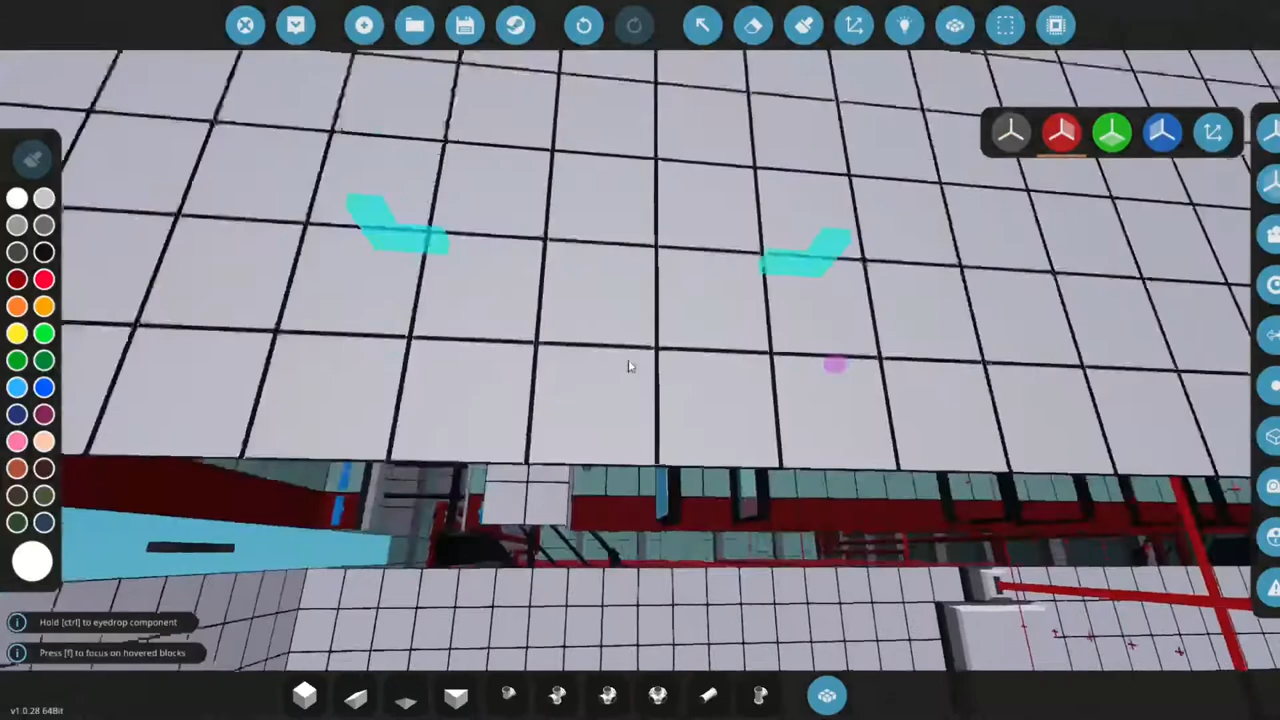 Hold [ctrl] to eyedrop component
Press [f] to focus on hovered blocks
v1.0.28 64Bit